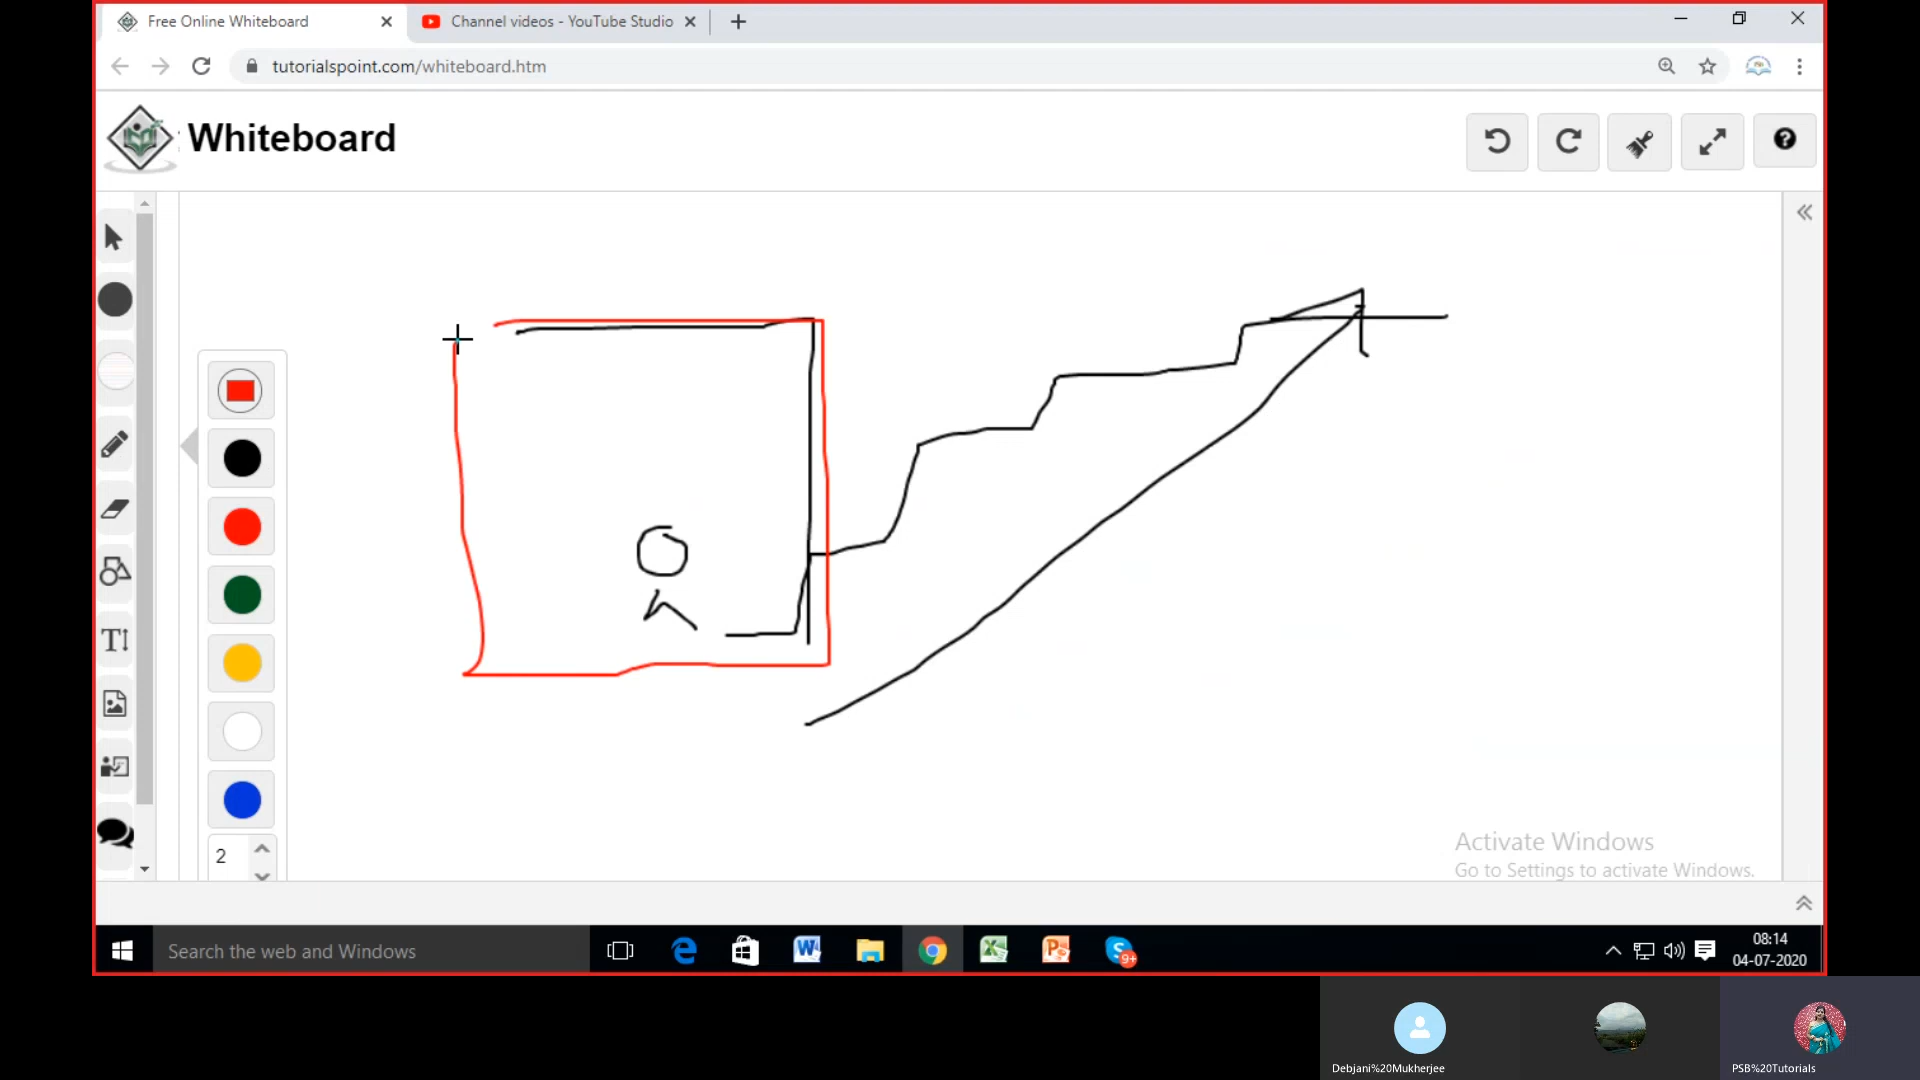 Free Online Whiteboard
Channel videos - YouTube Studio
tutorialspoint.com/whiteboard.htm
Whiteboard
T
2
Activate Windows
Go to Settings to activate Windows.
Search the web and Windows
9+
08:14
04-07-2020
Debjani%20Mukherjee
PSB%20Tutorials